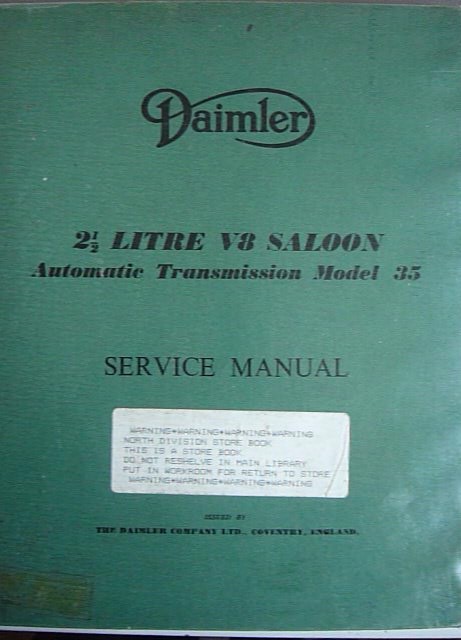 Daimler
2½ LITRE V8 SALOON
Automatic Transmission Model 35
SERVICE MANUAL
WARNING*WARNING*WARNING*WARNING
NORTH DIVISION STORE BOOK
THIS IS A STORE BOOK
DO NOT RESHELVE IN MAIN LIBRARY
PUT IN WORKROOM FOR RETURN TO STORE
WARNING*WARNING*WARNING*WARNING
ISSUED BY
THE DAIMLER COMPANY LTD., COVENTRY, ENGLAND.